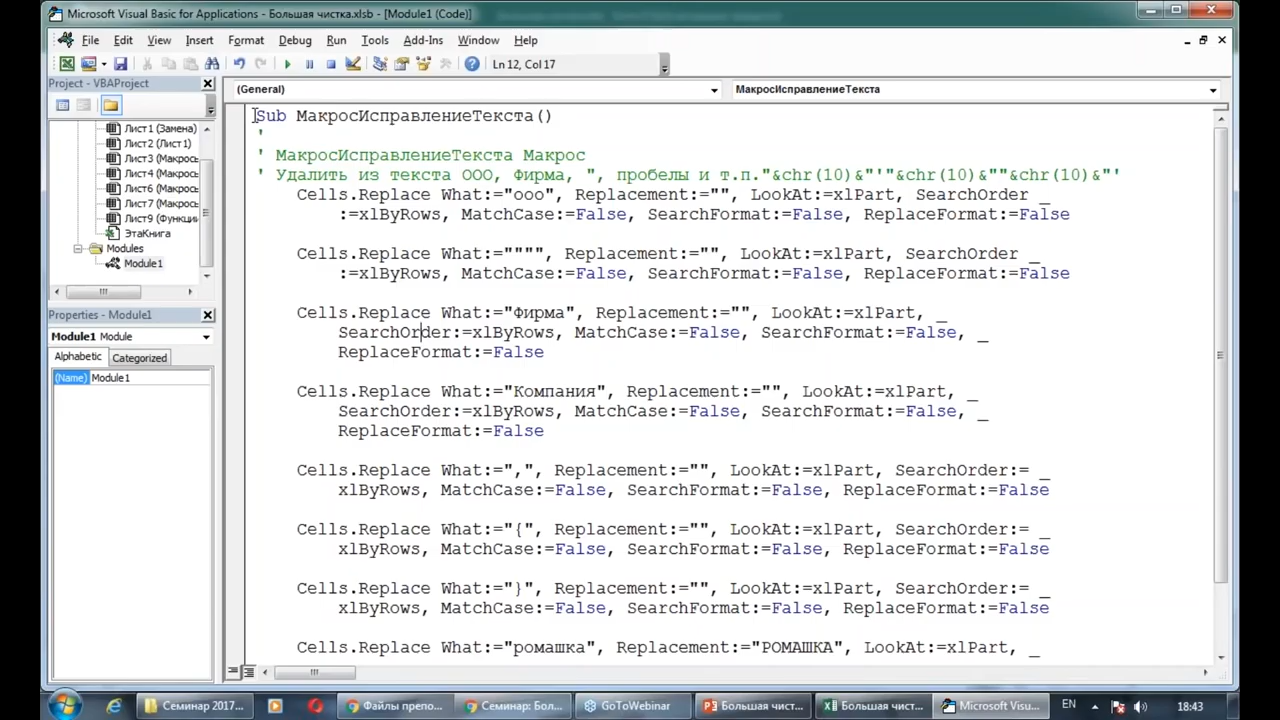 Microsoft Visual Basic for Applications - Большая чистка.xlsb - [Module1 (Code)]
File Edit View Insert Format Debug Run Tools Add-Ins Window Help
Ln 12, Col 17
Project - VBAProject
(General)
МакросИсправлениеТекста
Лист1 (Замена)
Лист2 (Лист1)
Лист3 (Макрось
Лист4 (Макрось
Лист6 (Макрось
Лист7 (Макрось
Лист9 (Функции
ЭтаКнига
Modules
Module1
Properties - Module1
Module1 Module
Alphabetic Categorized
(Name) Module1
Sub МакросИсправлениеТекста()
'
' МакросИсправлениеТекста Макрос
' Удалить из текста ООО, Фирма, ", пробелы и т.п."&chr(10)&"'"&chr(10)&""&chr(10)&"'
Cells.Replace What:="ооо", Replacement:="", LookAt:=xlPart, SearchOrder _
:=xlByRows, MatchCase:=False, SearchFormat:=False, ReplaceFormat:=False
Cells.Replace What:="""", Replacement:="", LookAt:=xlPart, SearchOrder _
:=xlByRows, MatchCase:=False, SearchFormat:=False, ReplaceFormat:=False
Cells.Replace What:="Фирма", Replacement:="", LookAt:=xlPart, _
SearchOrder:=xlByRows, MatchCase:=False, SearchFormat:=False, _
ReplaceFormat:=False
Cells.Replace What:="Компания", Replacement:="", LookAt:=xlPart, _
SearchOrder:=xlByRows, MatchCase:=False, SearchFormat:=False, _
ReplaceFormat:=False
Cells.Replace What:=",", Replacement:="", LookAt:=xlPart, SearchOrder:= _
xlByRows, MatchCase:=False, SearchFormat:=False, ReplaceFormat:=False
Cells.Replace What:="{", Replacement:="", LookAt:=xlPart, SearchOrder:= _
xlByRows, MatchCase:=False, SearchFormat:=False, ReplaceFormat:=False
Cells.Replace What:="}", Replacement:="", LookAt:=xlPart, SearchOrder:= _
xlByRows, MatchCase:=False, SearchFormat:=False, ReplaceFormat:=False
Cells.Replace What:="ромашка", Replacement:="РОМАШКА", LookAt:=xlPart, _
Семинар 2017... Файлы препо... Семинар: Бол... GoToWebinar Большая чистк... Большая чистк... Microsoft Visu... EN 18:43